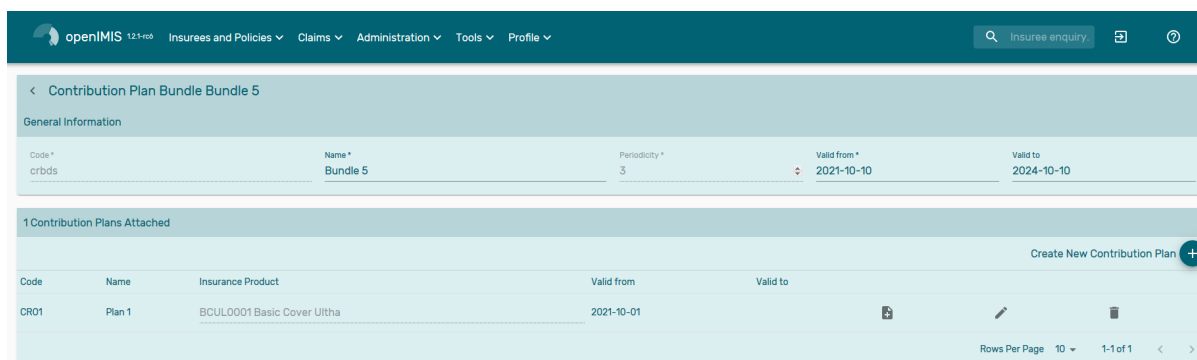 openIMIS 1.2.1-rc6 Insurees and Policies Claims Administration Tools Profile Insuree enquiry.
Contribution Plan Bundle Bundle 5
General Information
Code * Name * Periodicity * Valid from * Valid to
crbds Bundle 5 3 2021-10-10 2024-10-10
1 Contribution Plans Attached
Create New Contribution Plan
Code Name Insurance Product Valid from Valid to
CR01 Plan 1 BCUL0001 Basic Cover Ultha 2021-10-01
Rows Per Page 10 1-1 of 1